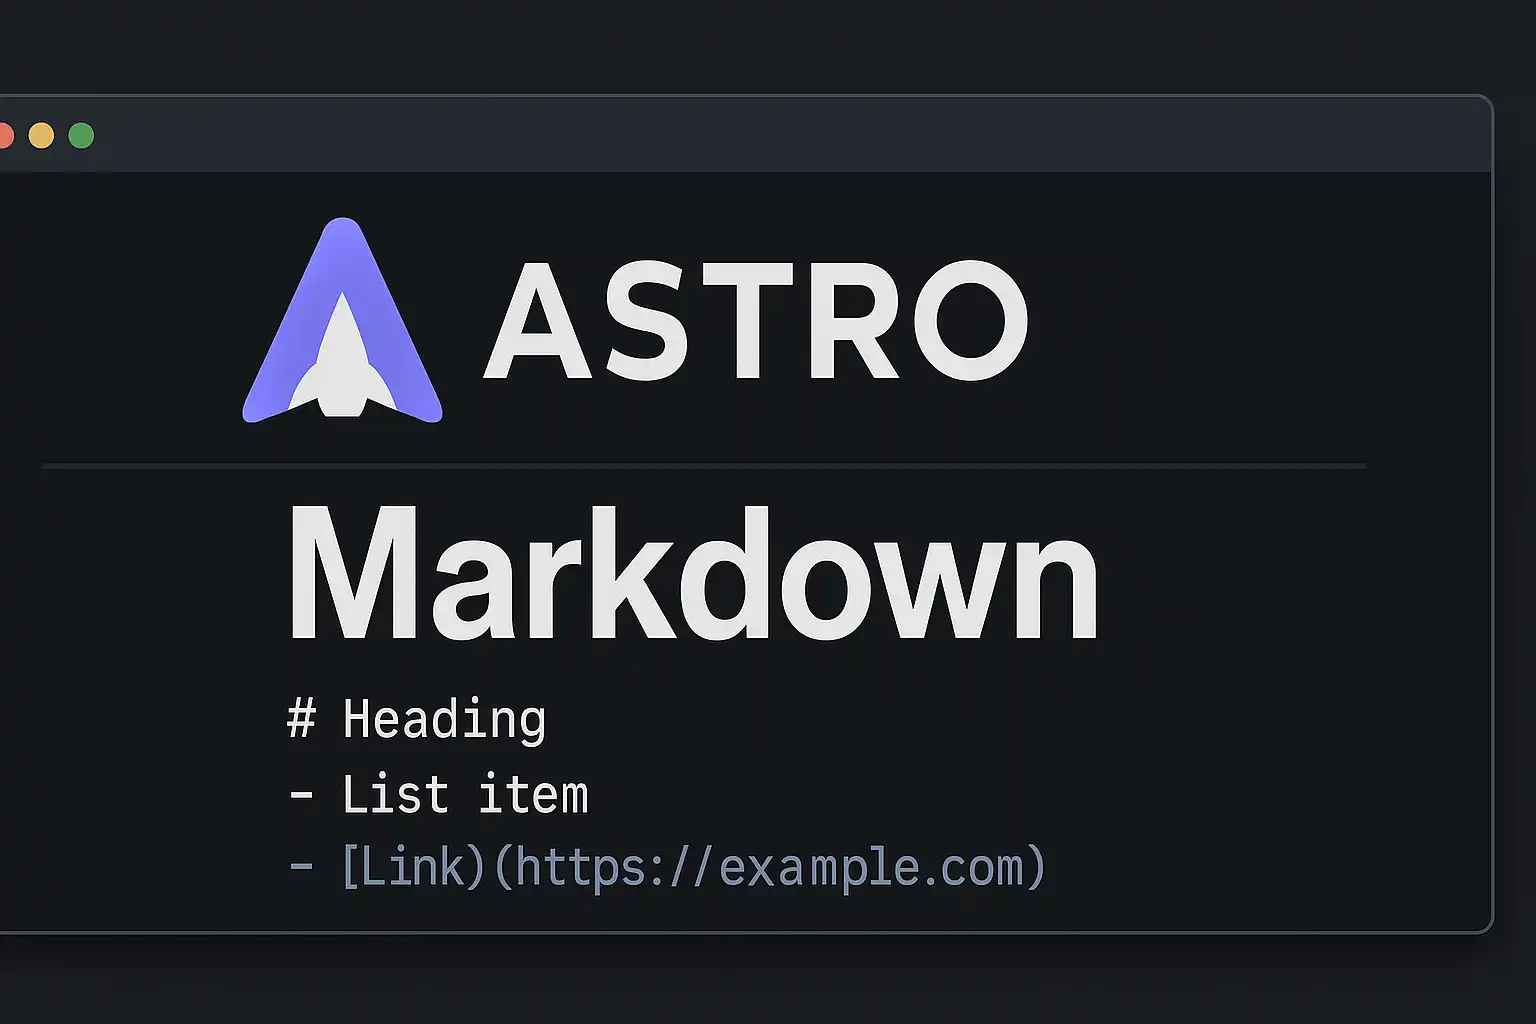 ASTRO
Markdown
# Heading
- List item
- [Link)(https://example.com)